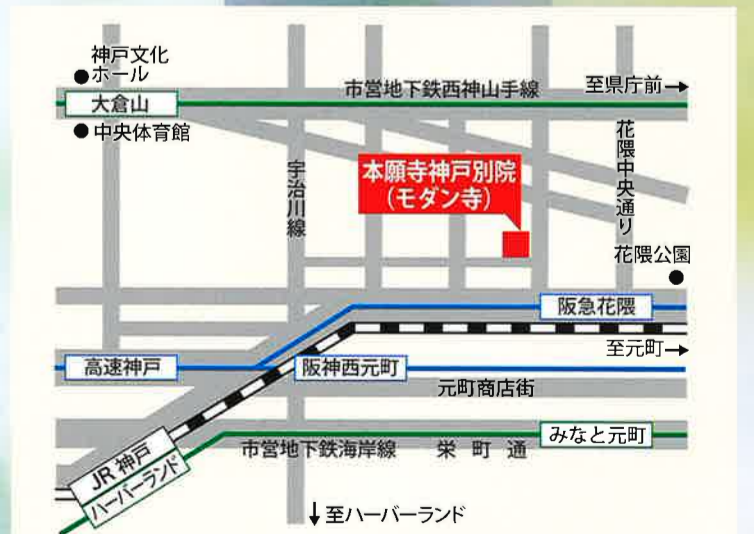 神戸文化
●ホール
大倉山
●中央体育館
市営地下鉄西神山手線
至県庁前→
宇治川線
本願寺神戸別院
(モダン寺)
花隈中央通り
花隈公園
●
阪急花隈
至元町→
高速神戸
阪神西元町
元町商店街
みなと元町
市営地下鉄海岸線
栄町通
JR神戸
ハーバーランド
↓至ハーバーランド